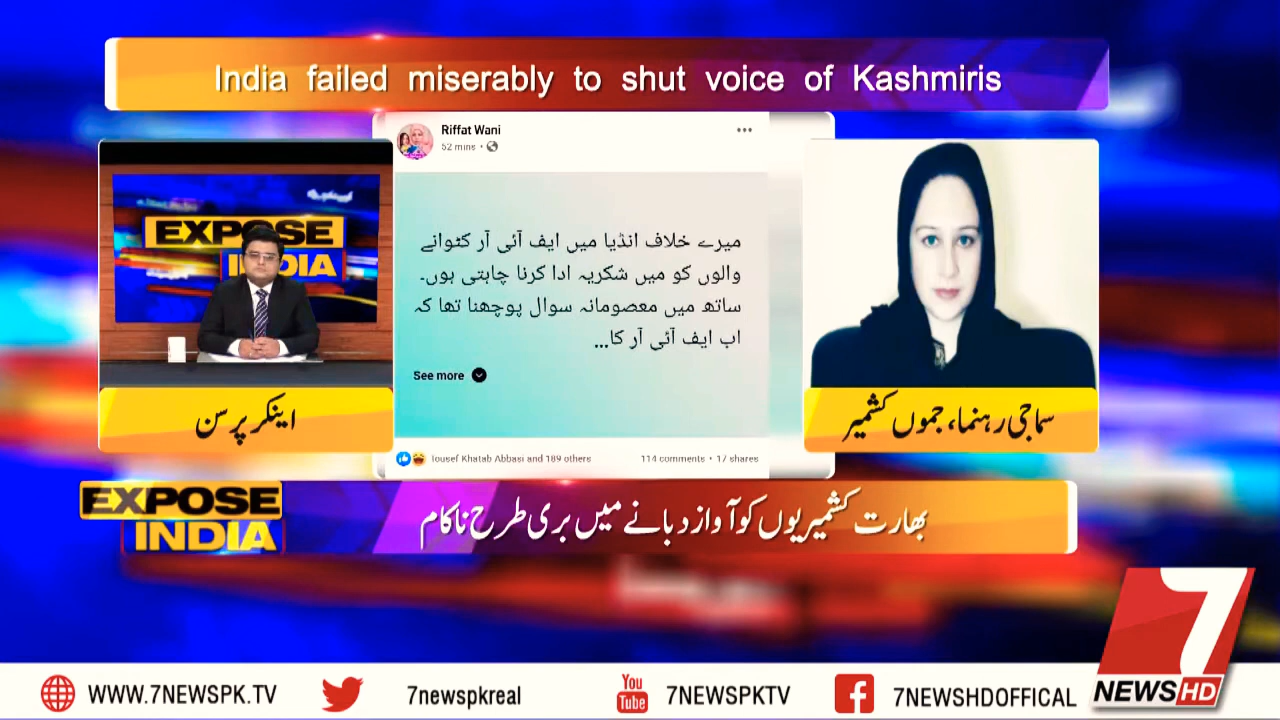 India failed miserably to shut voice of Kashmiris
Riffat Wani
52 mins
EXPOSE
INDIA
میرے خلاف انڈیا میں ایف آئی آر کٹوانے
والوں کو میں شکریہ ادا کرنا چاہتی ہوں۔
ساتھ میں معصومانہ سوال پوچھنا تھا کہ
اب ایف آئی آر کا...
See more
اینکر پرسن
سماجی رہنما، جموں کشمیر
Tousef Khatab Abbasi and 189 others
114 comments • 17 shares
EXPOSE
INDIA
بھارت کشمیریوں کو آواز دبانے میں بری طرح ناکام
7
NEWS HD
WWW.7NEWSPK.TV
7newspkreal
You
Tube
7NEWSPKTV
7NEWSHDOFFICAL